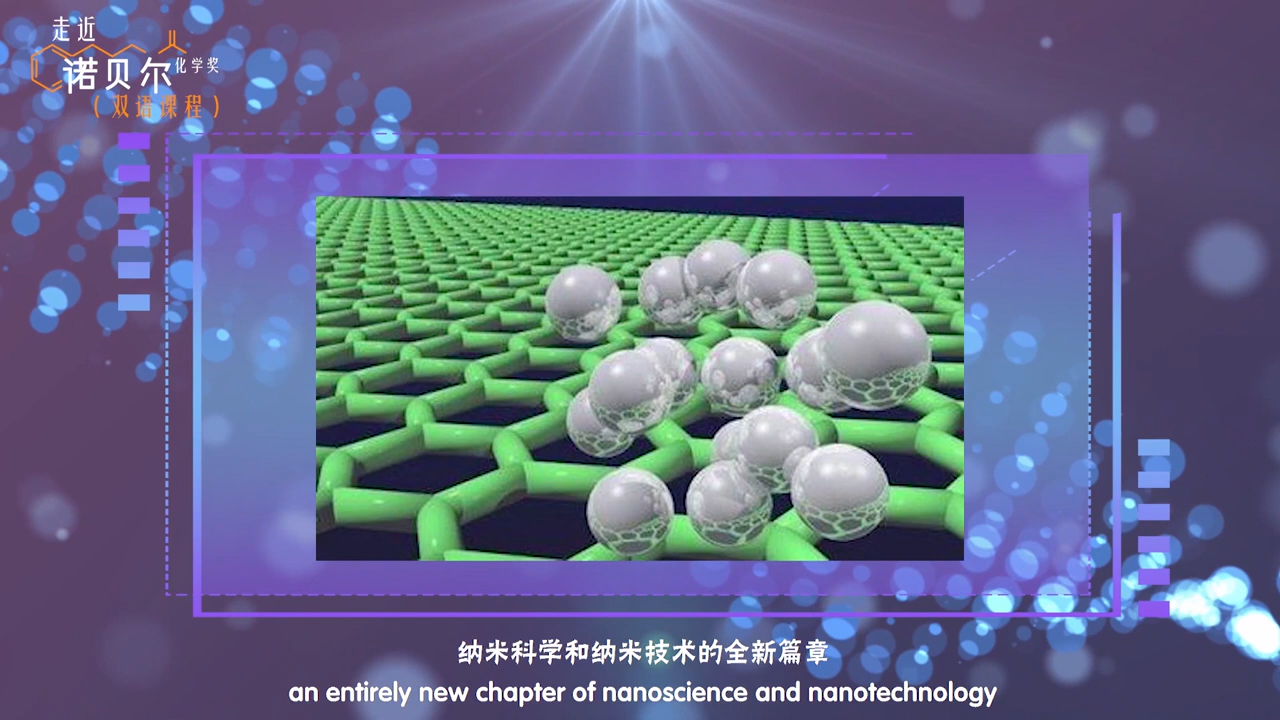 走近
诺贝尔化学奖
(双语课程)
纳米科学和纳米技术的全新篇章
an entirely new chapter of nanoscience and nanotechnology